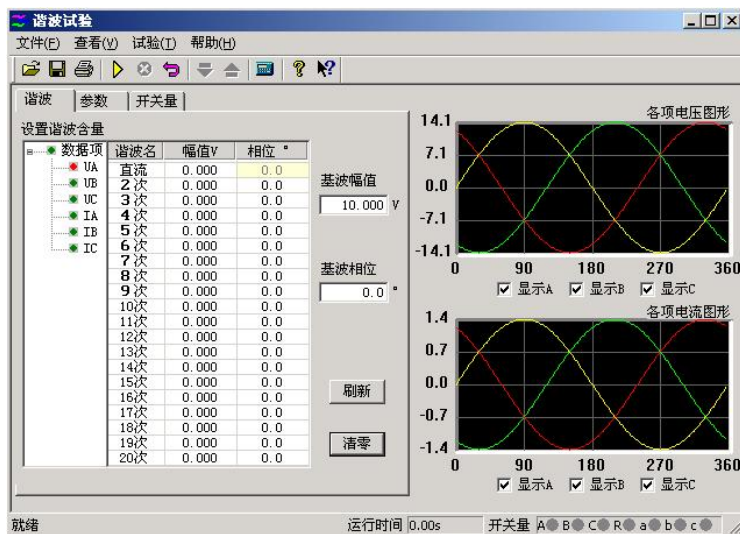 谐波试验
文件(F) 查看(V) 试验(T) 帮助(H)
谐波 参数 开关量
设置谐波含量
数据项
UA
UB
UC
IA
IB
IC
谐波名 幅值V 相位 °
直流 0.000 0.0
2次 0.000 0.0
3次 0.000 0.0
4次 0.000 0.0
5次 0.000 0.0
6次 0.000 0.0
7次 0.000 0.0
8次 0.000 0.0
9次 0.000 0.0
10次 0.000 0.0
11次 0.000 0.0
12次 0.000 0.0
13次 0.000 0.0
14次 0.000 0.0
15次 0.000 0.0
16次 0.000 0.0
17次 0.000 0.0
18次 0.000 0.0
19次 0.000 0.0
20次 0.000 0.0
基波幅值
10.000 V
基波相位
0.0 °
刷新
清零
各项电压图形
14.1
7.1
0.0
-7.1
-14.1
0 90 180 270 360
显示A 显示B 显示C
各项电流图形
1.4
0.7
0.0
-0.7
-1.4
0 90 180 270 360
显示A 显示B 显示C
就绪 运行时间 0.00s 开关量 A B C R a b c